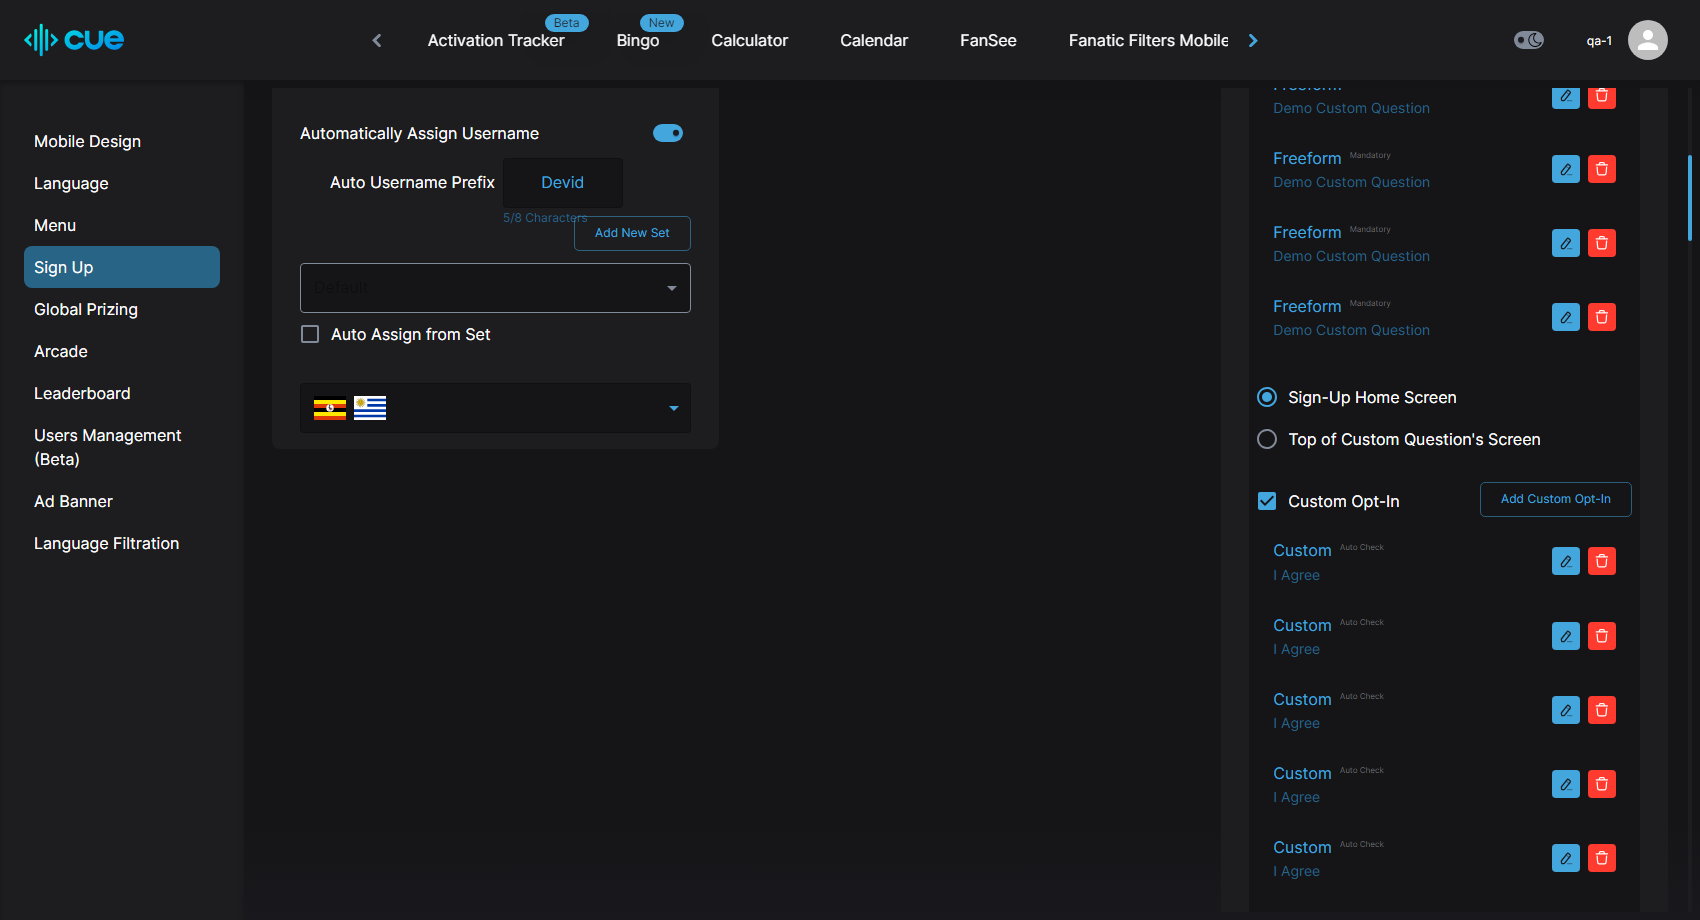 cue
Activation Tracker
Beta
Bingo
New
Calculator
Calendar
FanSee
Fanatic Filters Mobile
qa-1
Mobile Design
Language
Menu
Sign Up
Global Prizing
Arcade
Leaderboard
Users Management
(Beta)
Ad Banner
Language Filtration
Automatically Assign Username
Auto Username Prefix
Devid
5/8 Characters
Add New Set
Default
Auto Assign from Set
Freeform
Demo Custom Question
Freeform Mandatory
Demo Custom Question
Freeform Mandatory
Demo Custom Question
Freeform Mandatory
Demo Custom Question
Sign-Up Home Screen
Top of Custom Question's Screen
Custom Opt-In
Add Custom Opt-In
Custom Auto Check
I Agree
Custom Auto Check
I Agree
Custom Auto Check
I Agree
Custom Auto Check
I Agree
Custom Auto Check
I Agree